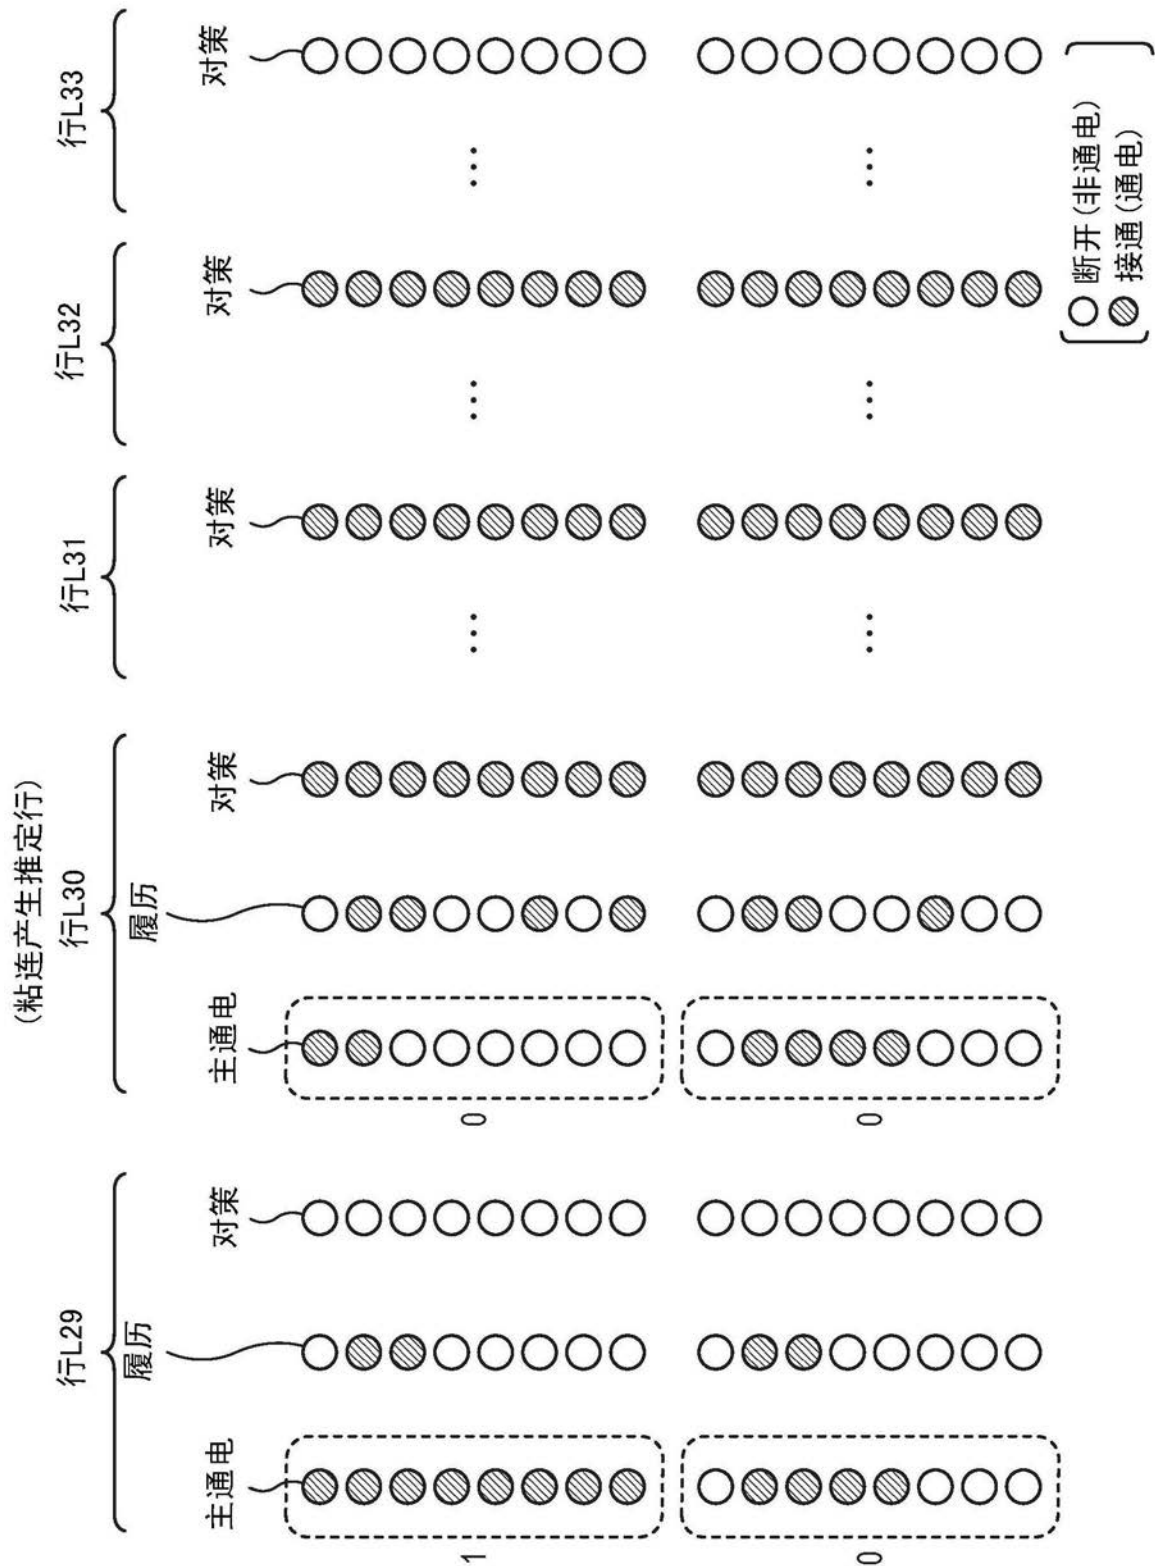 (粘连产生推定行)
行L29
行L30
行L31
行L32
行L33
主通电
履历
对策
主通电
履历
对策
对策
对策
对策
1
0
...
...
...
0
0
...
...
...
断开(非通电)
接通(通电)